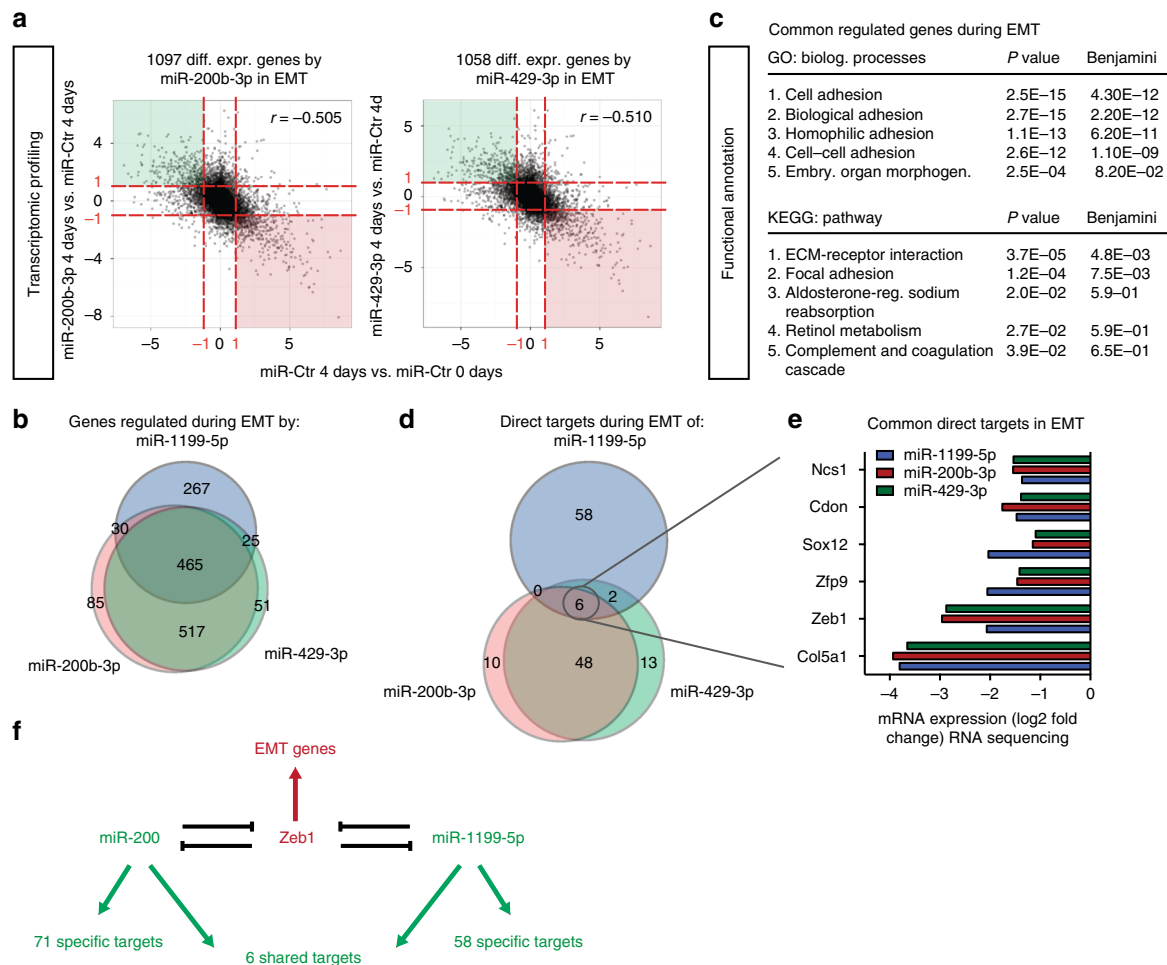 a
Transcriptomic profiling
1097 diff. expr. genes by
miR-200b-3p in EMT
miR-200b-3p 4 days vs. miR-Ctr 4 days
r = −0.505
4
1
0
−1
−4
−8
−5
−1 0 1
5
1058 diff. expr. genes by
miR-429-3p in EMT
miR-429-3p 4 days vs. miR-Ctr 4d
r = −0.510
5
1
0
−1
−5
−5
−1 0 1
5
miR-Ctr 4 days vs. miR-Ctr 0 days
c
Functional annotation
Common regulated genes during EMT
GO: biolog. processes P value Benjamini
1. Cell adhesion 2.5E−15 4.30E−12
2. Biological adhesion 2.7E−15 2.20E−12
3. Homophilic adhesion 1.1E−13 6.20E−11
4. Cell–cell adhesion 2.6E−12 1.10E−09
5. Embry. organ morphogen. 2.5E−04 8.20E−02
KEGG: pathway P value Benjamini
1. ECM-receptor interaction 3.7E−05 4.8E−03
2. Focal adhesion 1.2E−04 7.5E−03
3. Aldosterone-reg. sodium 2.0E−02 5.9−01
reabsorption
4. Retinol metabolism 2.7E−02 5.9E−01
5. Complement and coagulation 3.9E−02 6.5E−01
cascade
b
Genes regulated during EMT by:
miR-1199-5p
267
30
25
465
85
51
517
miR-200b-3p
miR-429-3p
d
Direct targets during EMT of:
miR-1199-5p
58
0
2
6
10
48
13
miR-200b-3p
miR-429-3p
e
Common direct targets in EMT
miR-1199-5p
miR-200b-3p
miR-429-3p
Ncs1
Cdon
Sox12
Zfp9
Zeb1
Col5a1
−4 −3 −2 −1 0
mRNA expression (log2 fold
change) RNA sequencing
f
EMT genes
miR-200
Zeb1
miR-1199-5p
71 specific targets
6 shared targets
58 specific targets